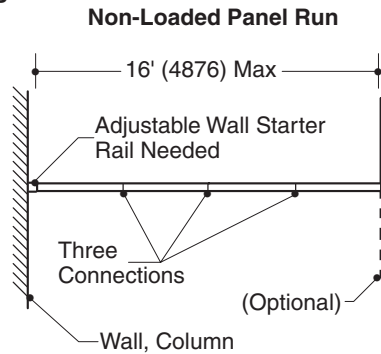 Non-Loaded Panel Run
16' (4876) Max
Adjustable Wall Starter
Rail Needed
Three
Connections
(Optional)
Wall, Column